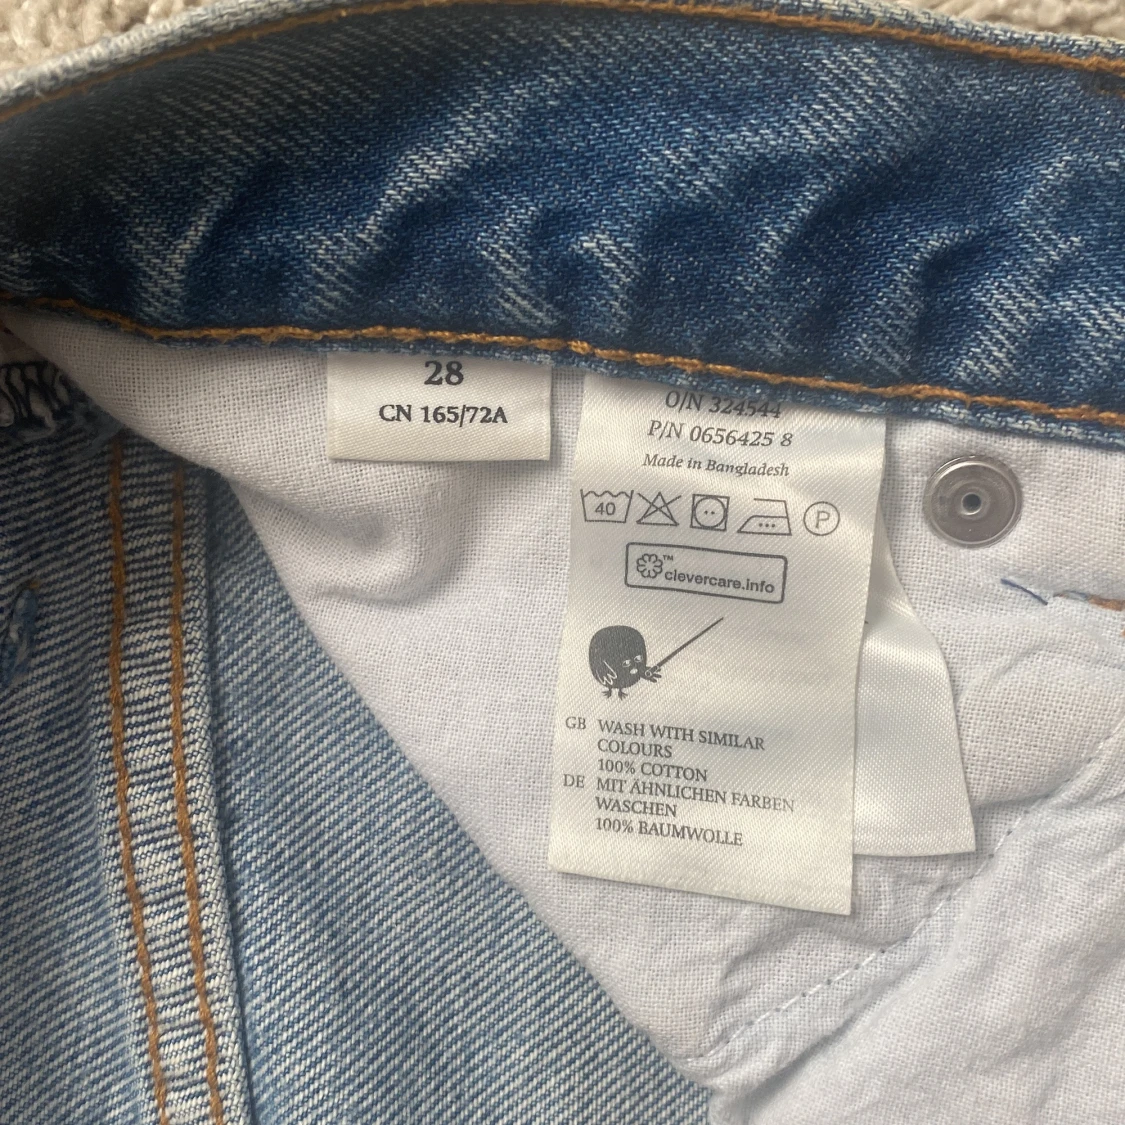 28
CN 165/72A
O/N 324544
P/N 0656425 8
Made in Bangladesh
40 P
™ clevercare.info
GB WASH WITH SIMILAR
COLOURS
100% COTTON
DE MIT ÄHNLICHEN FARBEN
WASCHEN
100% BAUMWOLLE